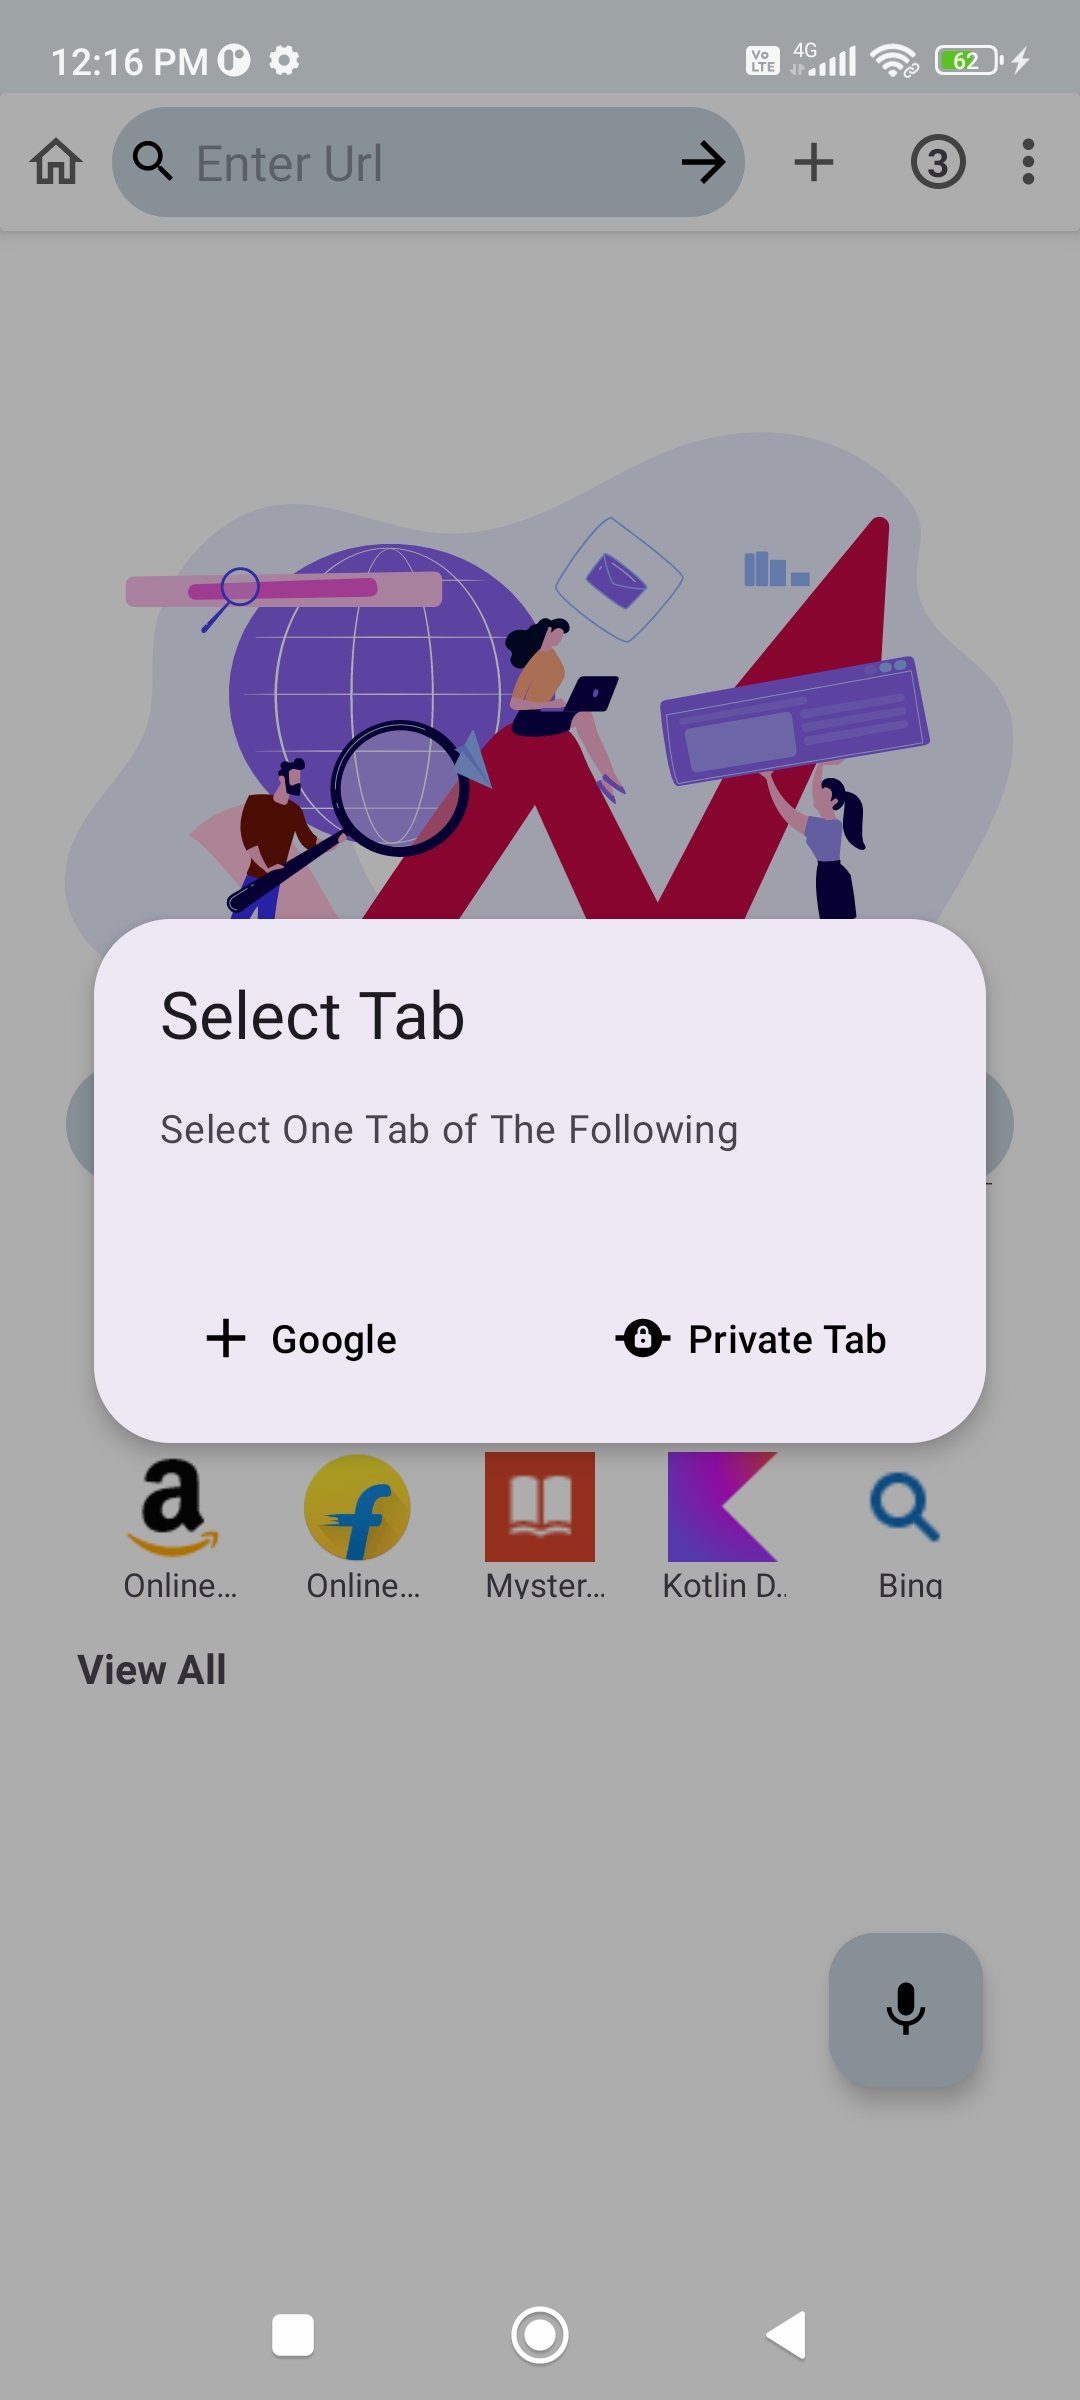 12:16 PM
Vo LTE 4G 62
Enter Url
3
Select Tab
Select One Tab of The Following
Google
Private Tab
Online... Online... Myster... Kotlin D.. Bing
View All